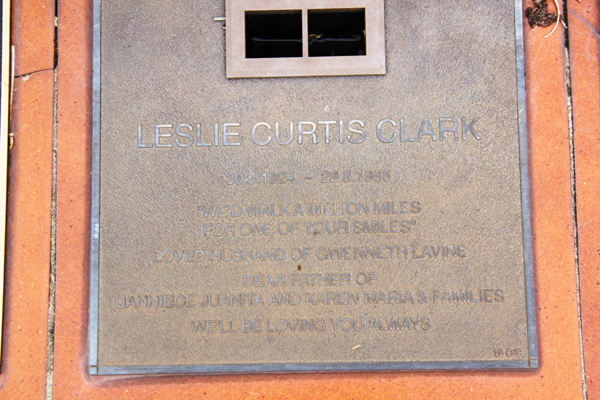 LESLIE CURTIS CLARK
"WE'D WALK A MILLION MILES
FOR ONE OF YOUR SMILES"
LOVED HUSBAND OF GWENNETH LAVINE
DEAR FATHER OF
JUANITA AND KAREN MARIA & FAMILIES
WE'LL BE LOVING YOU ALWAYS